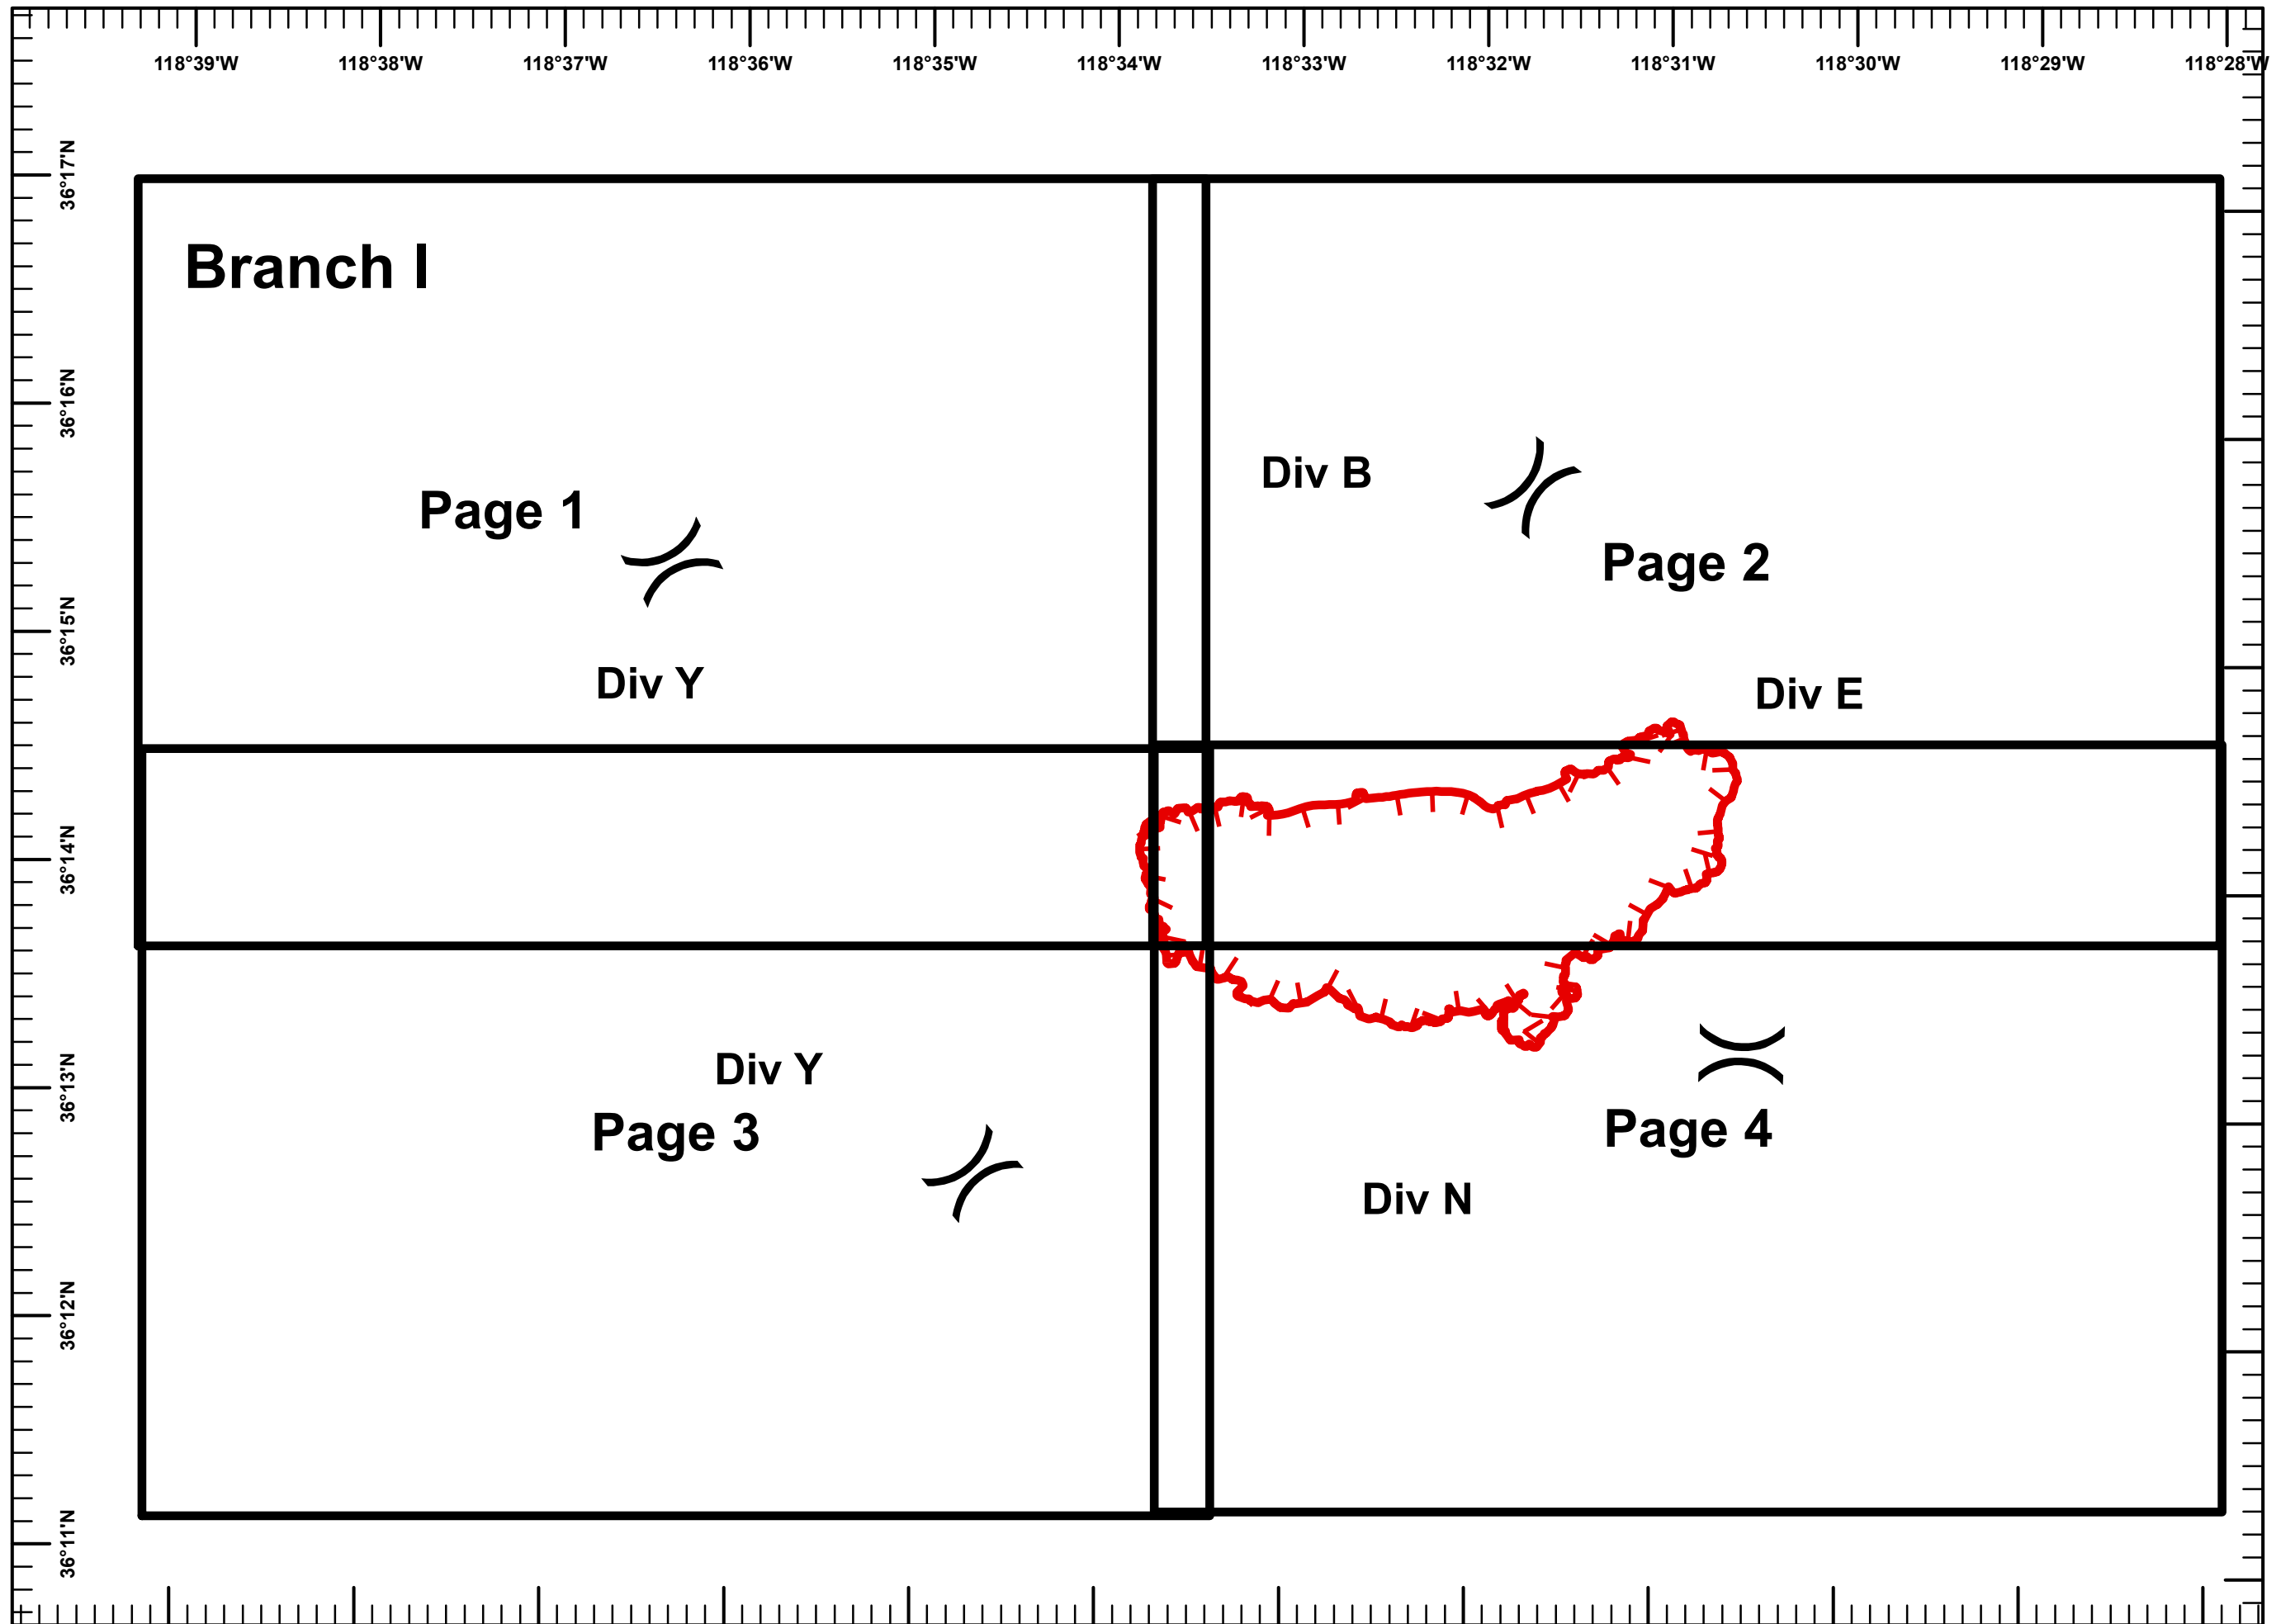 118°39'W 118°38'W 118°37'W 118°36'W 118°35'W 118°34'W 118°33'W 118°32'W 118°31'W 118°30'W 118°29'W 118°28'W
36°17'N
Branch I
36°16'N
Div B
Page 1
Page 2
36°15'N
Div Y
Div E
36°14'N
Div Y
36°13'N
Page 3
Page 4
Div N
36°12'N
36°11'N